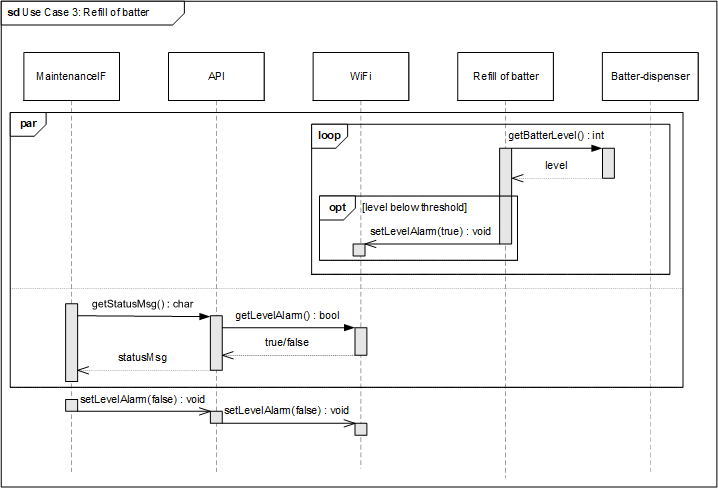 sd Use Case 3: Refill of batter
MaintenanceIF
API
WiFi
Refill of batter
Batter-dispenser
par
loop
getBatterLevel() : int
level
opt
[level below threshold]
setLevelAlarm(true) : void
getStatusMsg() : char
getLevelAlarm() : bool
true/false
statusMsg
setLevelAlarm(false) : void
setLevelAlarm(false) : void